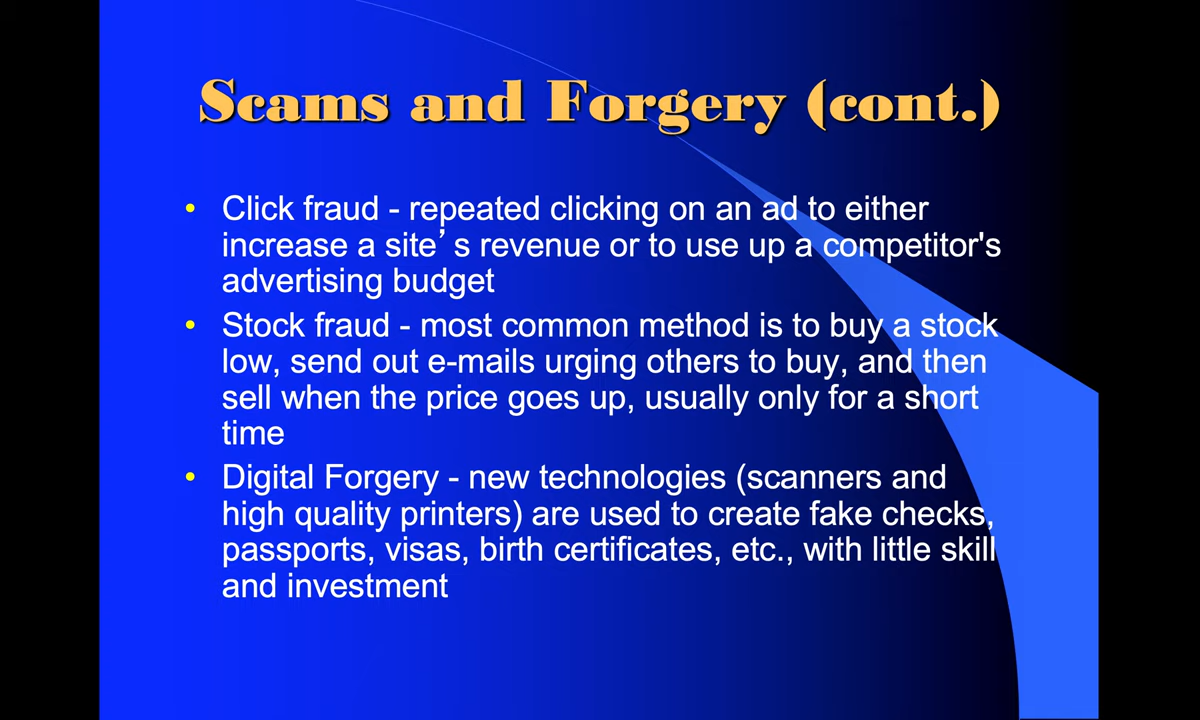 Scams and Forgery (cont.)
• Click fraud - repeated clicking on an ad to either
increase a site’s revenue or to use up a competitor's
advertising budget
• Stock fraud - most common method is to buy a stock
low, send out e-mails urging others to buy, and then
sell when the price goes up, usually only for a short
time
• Digital Forgery - new technologies (scanners and
high quality printers) are used to create fake checks,
passports, visas, birth certificates, etc., with little skill
and investment